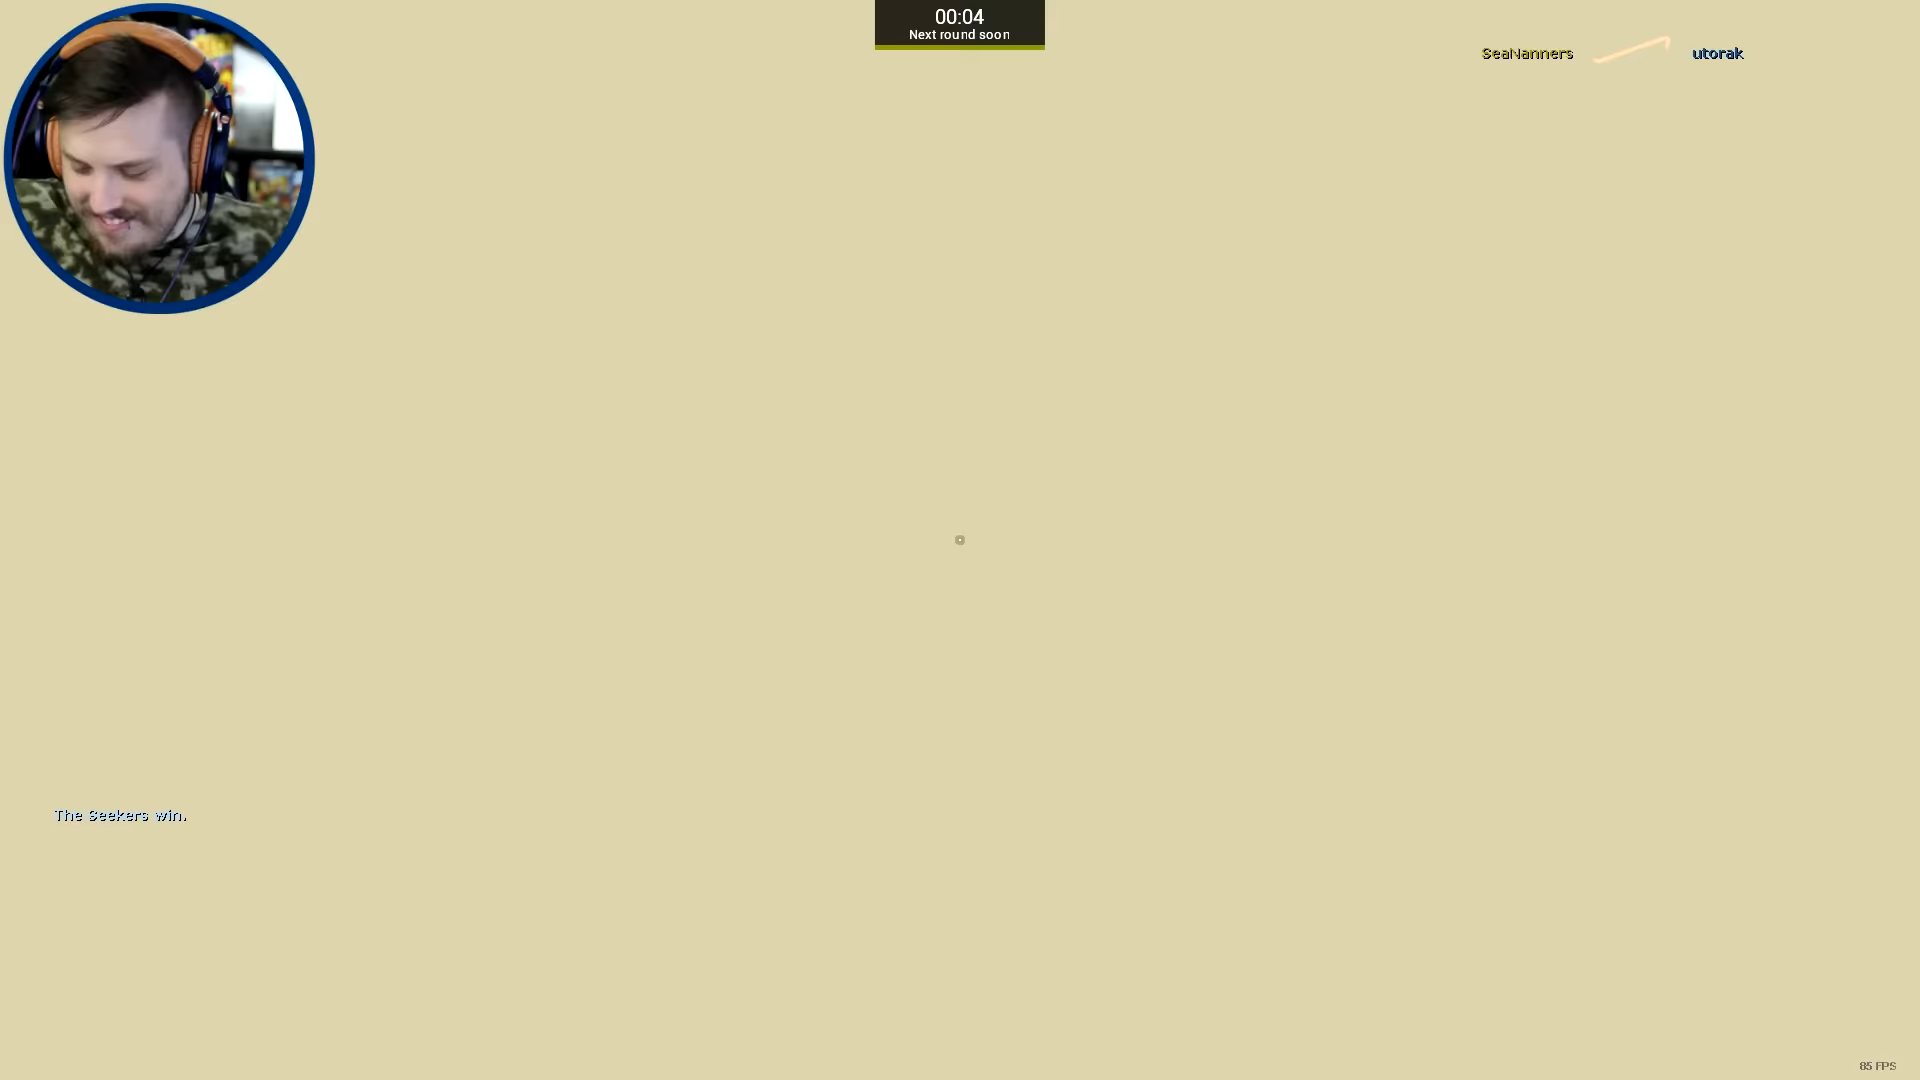 00:04
Next round soon
SeaNanners utorak
The Seekers win.
85 FPS